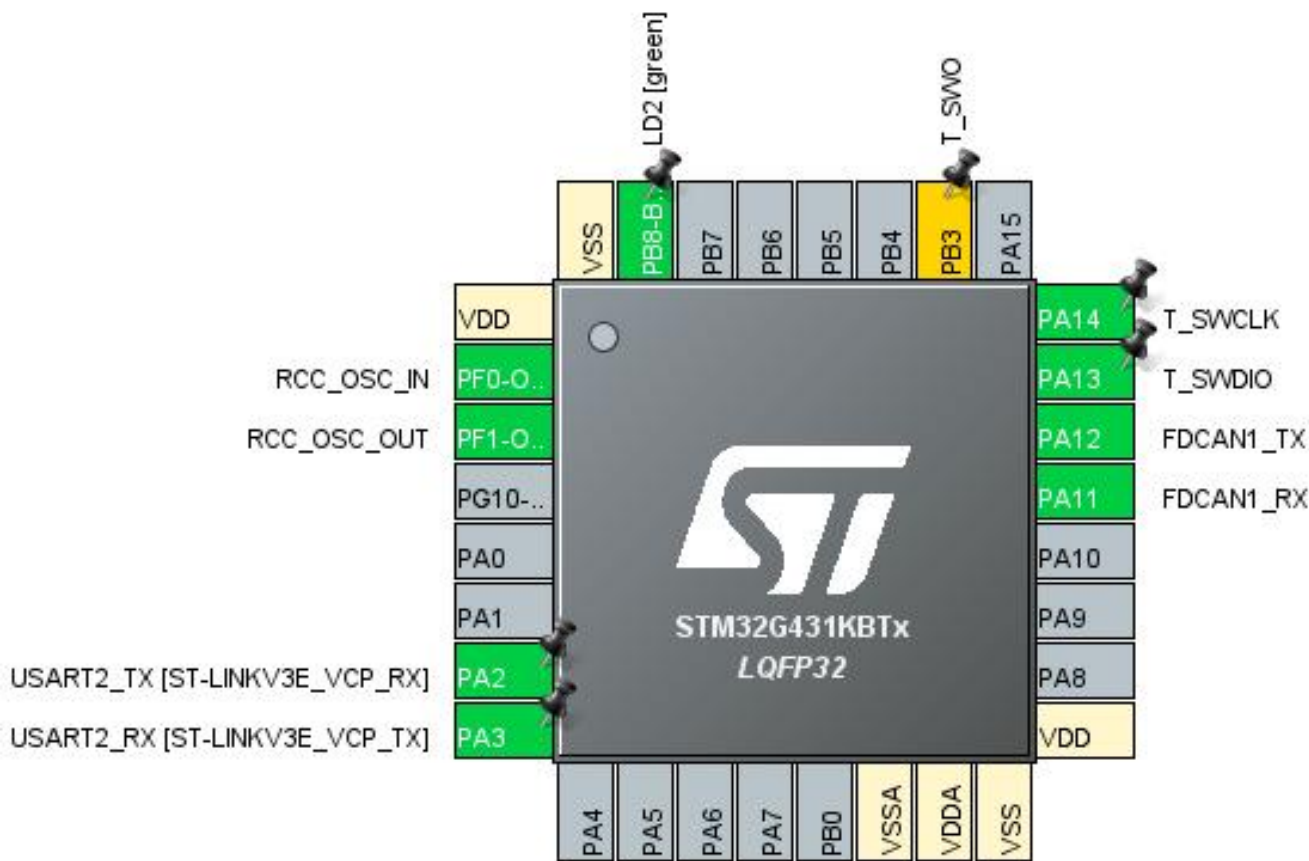 LD2 [green]
T_SWO
VSS
PB8-B..
PB7
PB6
PB5
PB4
PB3
PA15
VDD
RCC_OSC_IN
PF0-O..
RCC_OSC_OUT
PF1-O..
PG10-..
PA0
PA1
USART2_TX [ST-LINKV3E_VCP_RX]
PA2
USART2_RX [ST-LINKV3E_VCP_TX]
PA3
ST
STM32G431KBTx
LQFP32
PA14
T_SWCLK
PA13
T_SWDIO
PA12
FDCAN1_TX
PA11
FDCAN1_RX
PA10
PA9
PA8
VDD
PA4
PA5
PA6
PA7
PB0
VSSA
VDDA
VSS